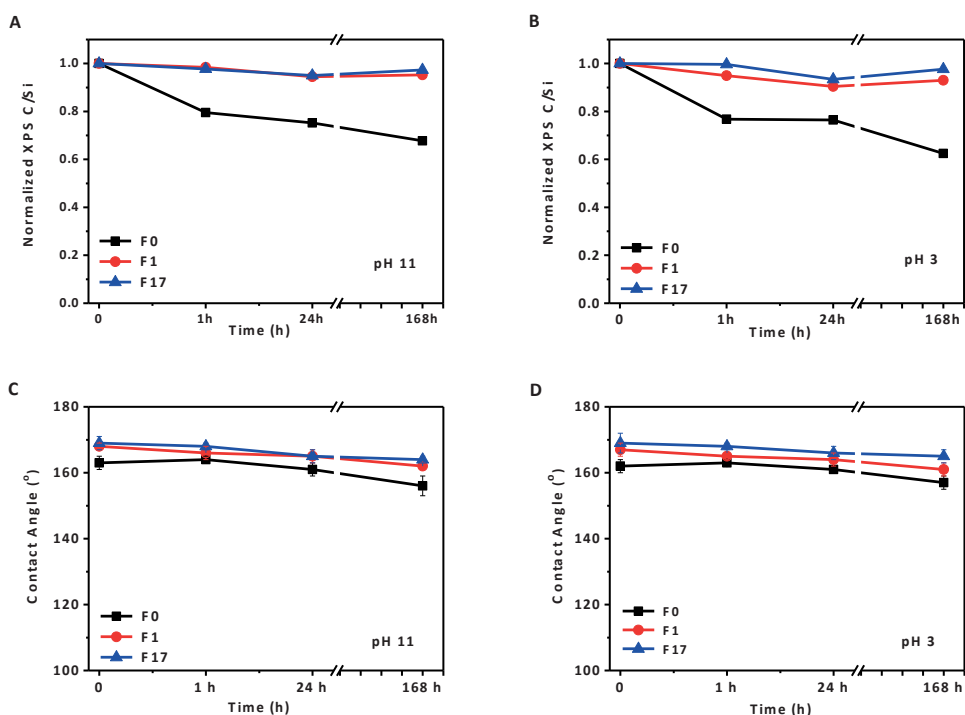 A
Normalized XPS C/Si
1.0
0.8
0.6
0.4
0.2
0.0
F0
F1
F17
pH 11
0
1h
24h
168h
Time (h)
B
Normalized XPS C/Si
1.0
0.8
0.6
0.4
0.2
0.0
F0
F1
F17
pH 3
0
1h
24h
168h
Time (h)
C
Contact Angle (°)
180
160
140
120
100
F0
F1
F17
pH 11
0
1 h
24 h
168 h
Time (h)
D
Contact Angle (°)
180
160
140
120
100
F0
F1
F17
pH 3
0
1 h
24 h
168 h
Time (h)